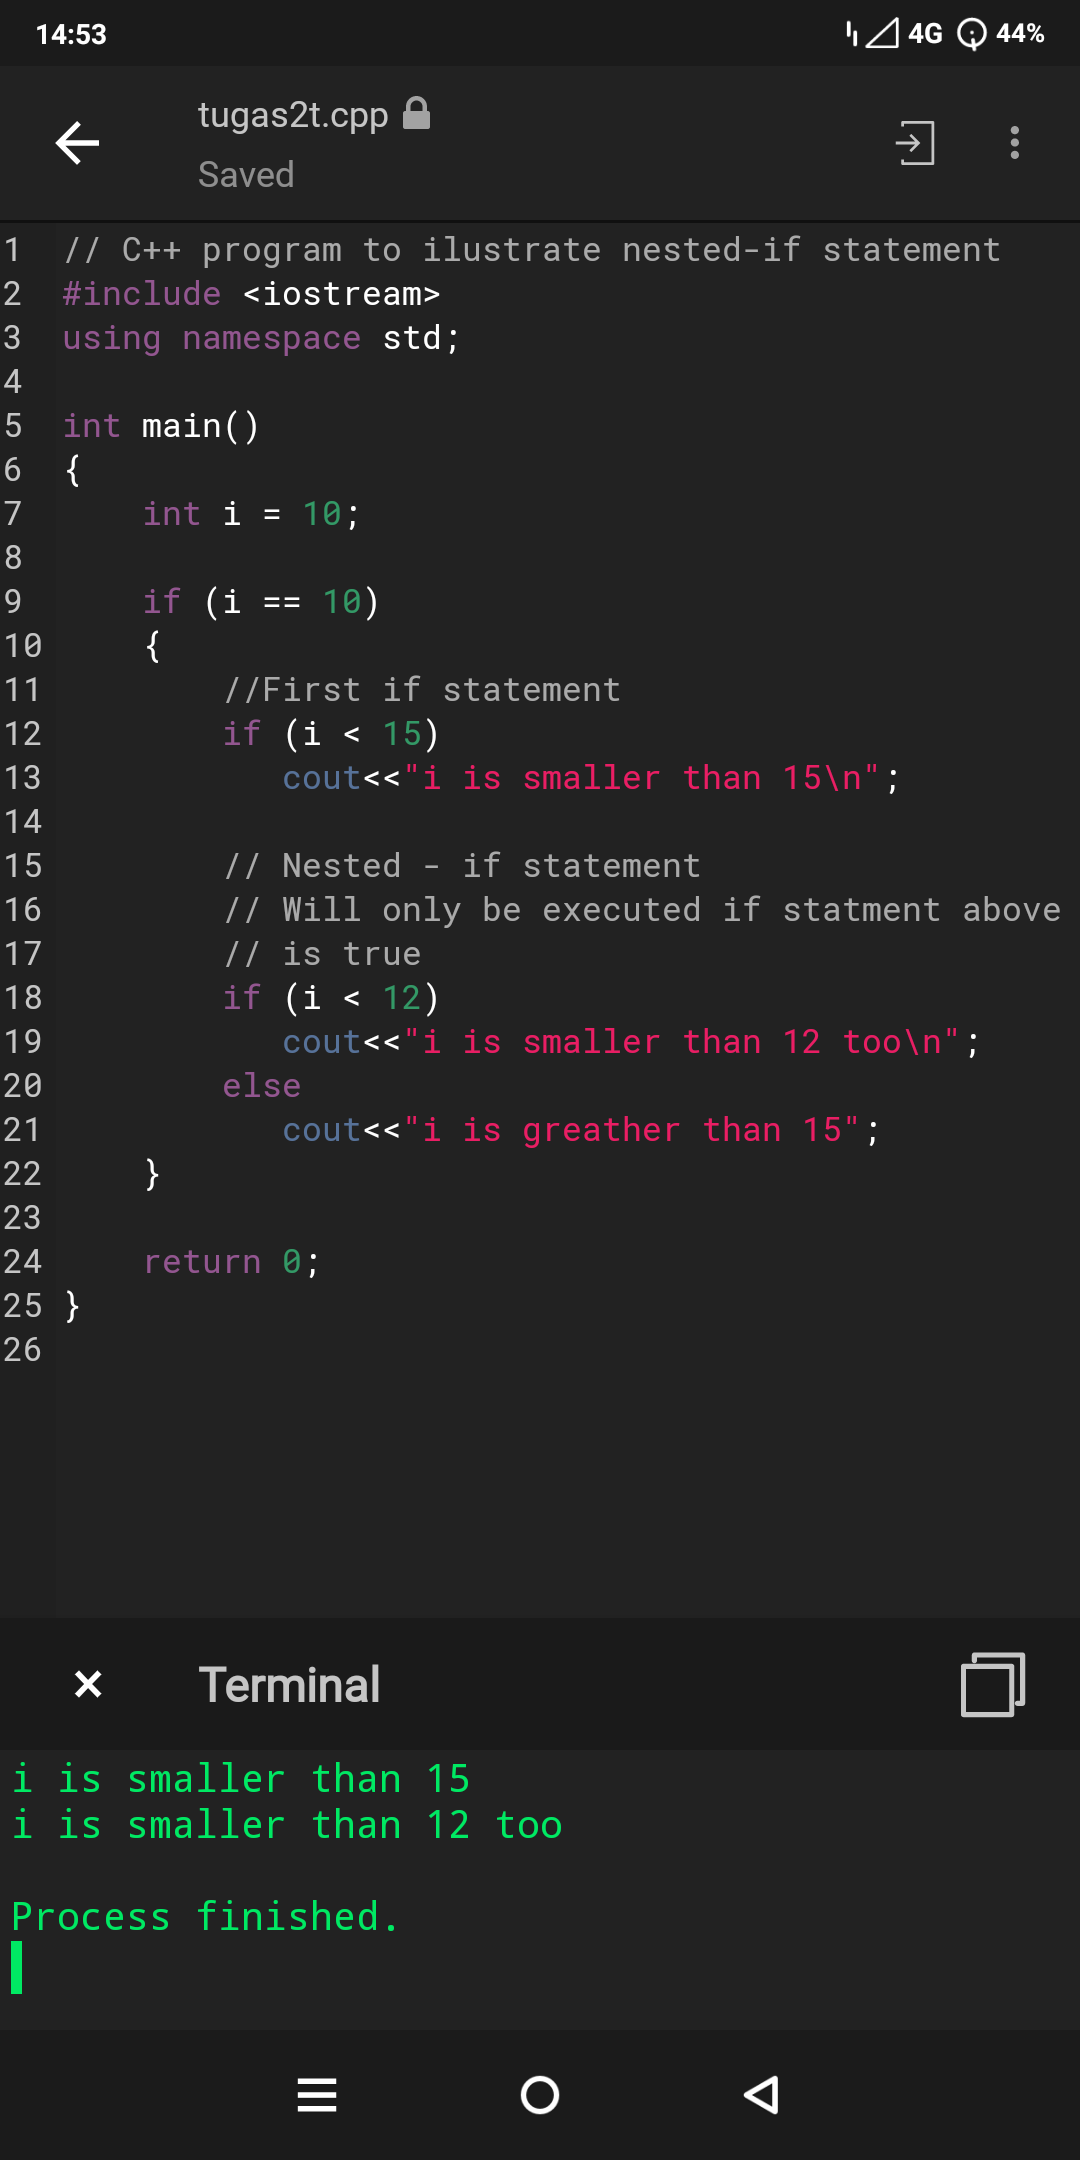 14:53
4G
44%
tugas2t.cpp
Saved
1 // C++ program to ilustrate nested-if statement
2 #include <iostream>
3 using namespace std;
4
5 int main()
6 {
7     int i = 10;
8
9     if (i == 10)
10     {
11         //First if statement
12         if (i < 15)
13            cout<<"i is smaller than 15\n";
14
15         // Nested - if statement
16         // Will only be executed if statment above
17         // is true
18         if (i < 12)
19            cout<<"i is smaller than 12 too\n";
20         else
21            cout<<"i is greather than 15";
22     }
23
24     return 0;
25 }
26
Terminal
i is smaller than 15
i is smaller than 12 too
Process finished.